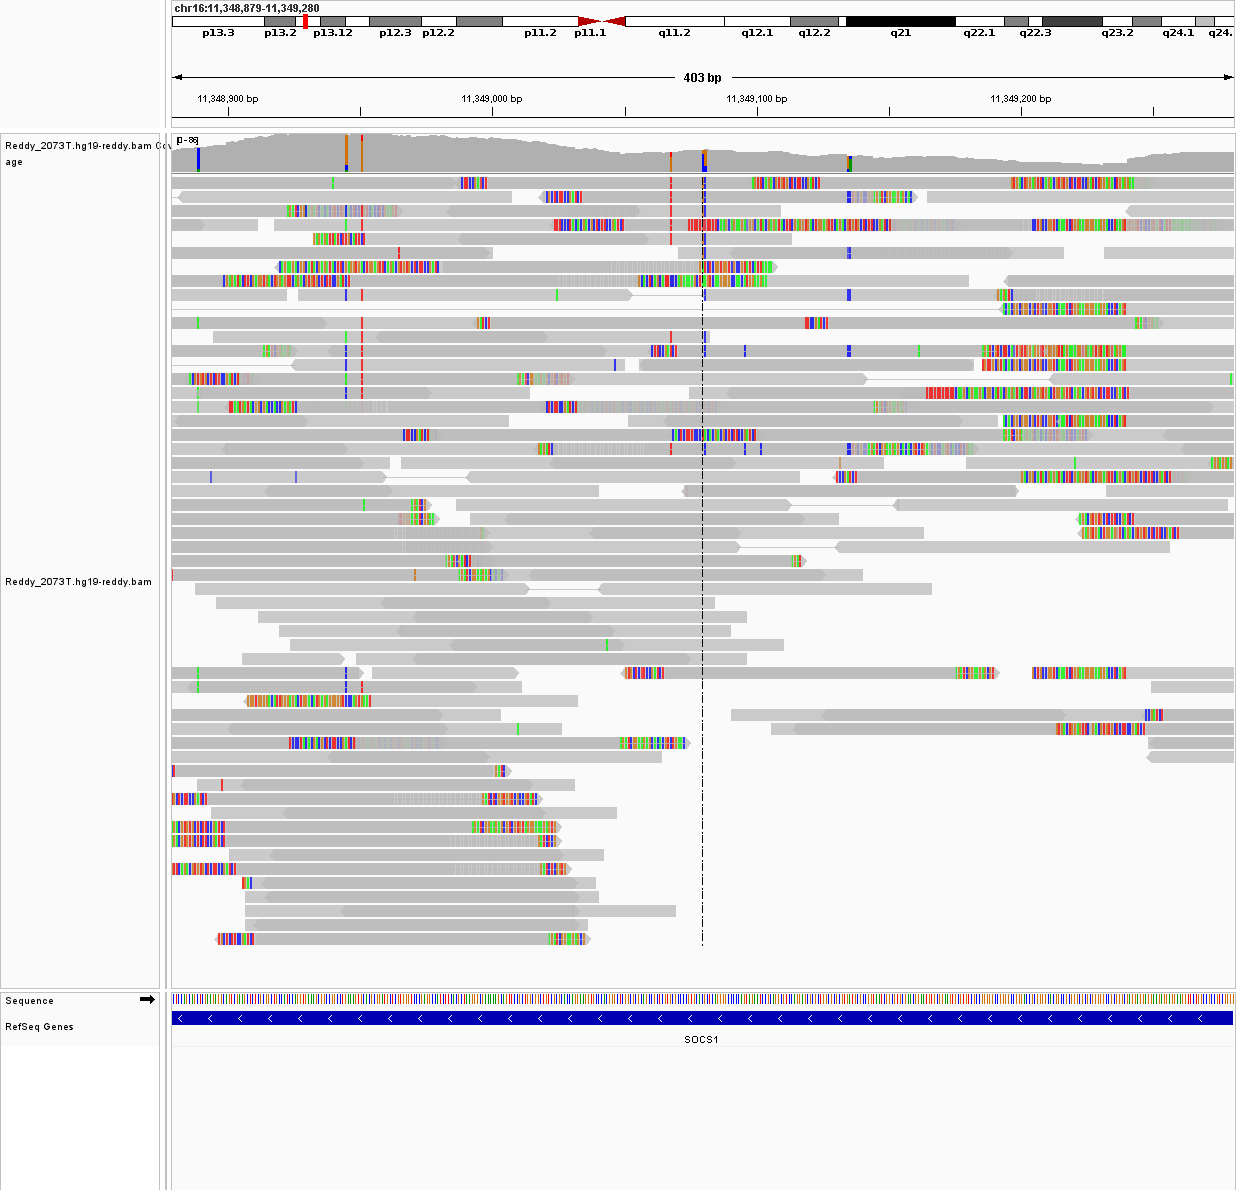 chr16:11,348,879-11,349,280
p13.3 p13.2 p13.12 p12.3 p12.2 p11.2 p11.1 q11.2 q12.1 q12.2 q21 q22.1 q22.3 q23.2 q24.1 q24.
403 bp
11,348,900 bp 11,349,000 bp 11,349,100 bp 11,349,200 bp
Reddy_2073T.hg19-reddy.bam Cov
age
[0 - 86]
Reddy_2073T.hg19-reddy.bam
Sequence
RefSeq Genes
SOCS1